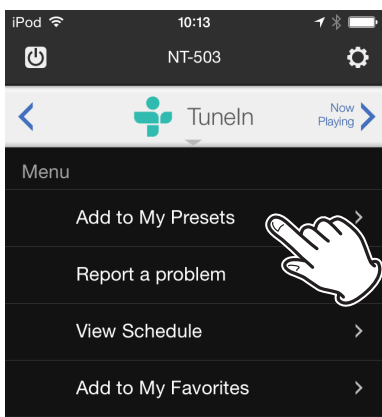 iPod 10:13
NT-503
TuneIn
Now
Playing
Menu
Add to My Presets
Report a problem
View Schedule
Add to My Favorites